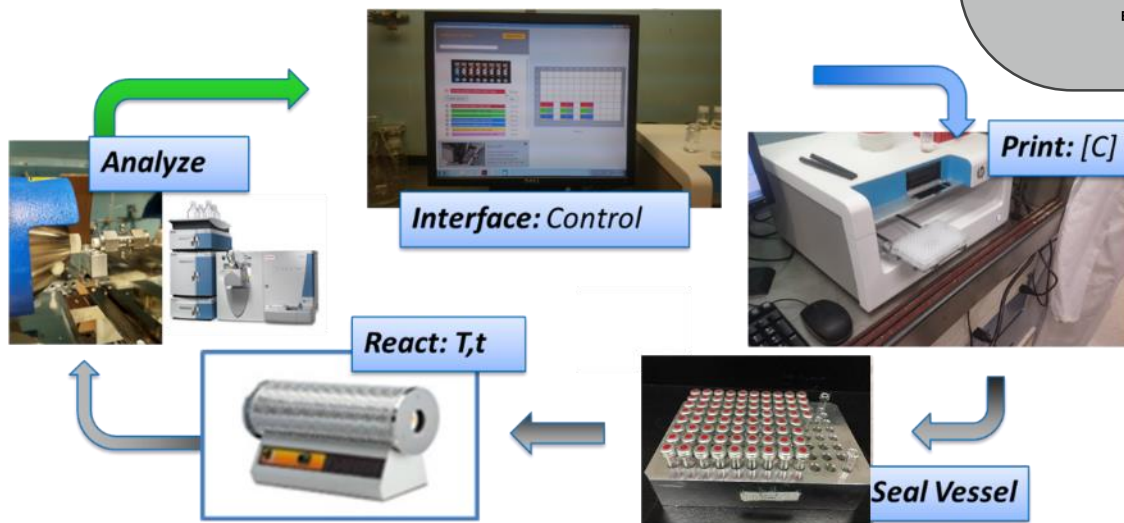 Analyze
Interface: Control
Print: [C]
React: T,t
Seal Vessel